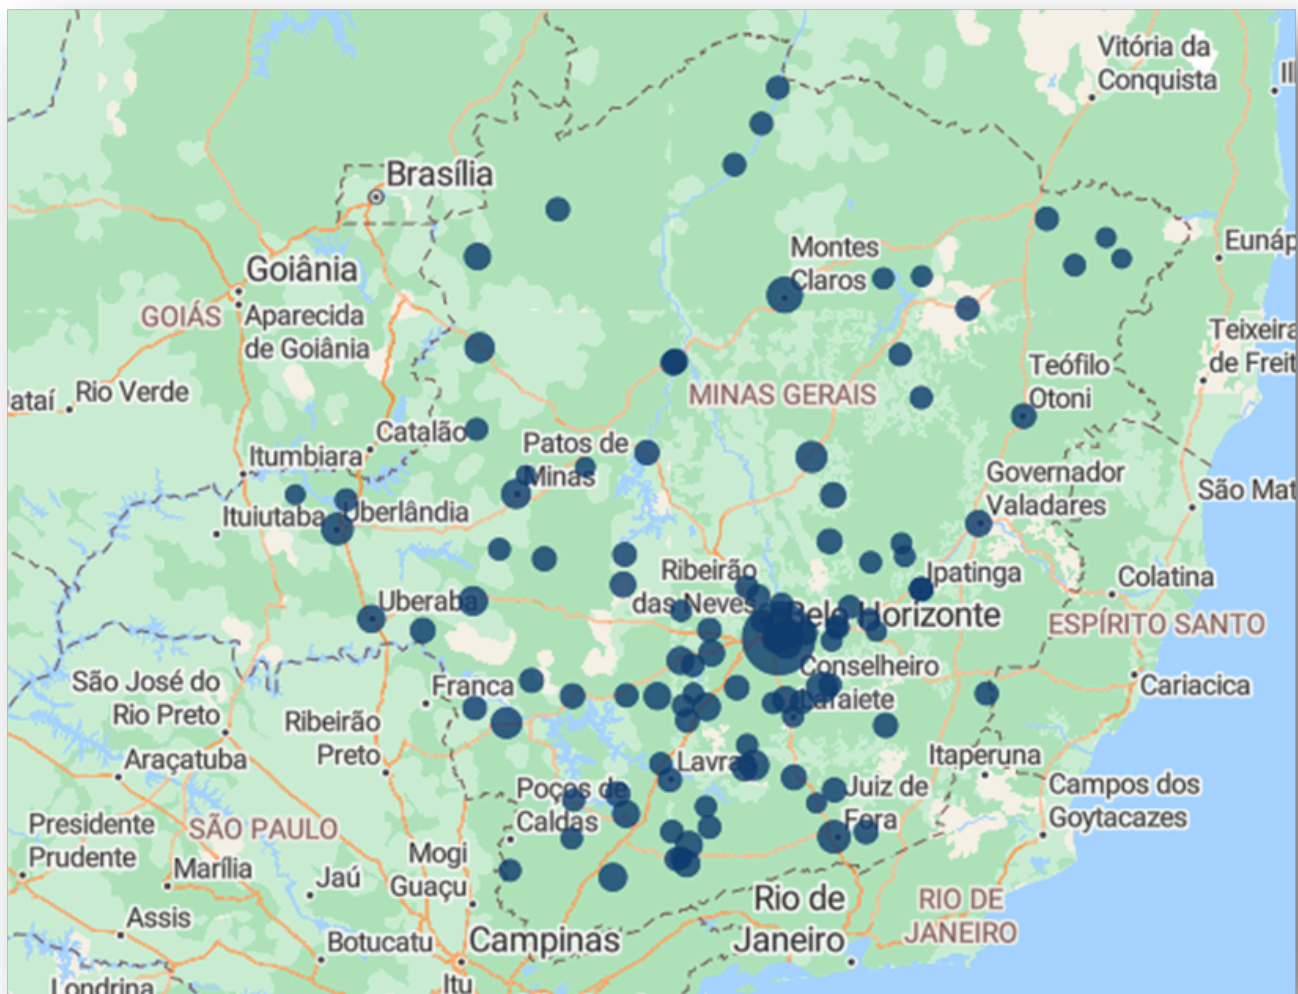 Vitória da
Conquista
Il
Brasília
Montes
Claros
Eunáp
Goiânia
GOIÁS
Aparecida
de Goiânia
Teixeira
de Freit
Teófilo
Otoni
ataí
Rio Verde
MINAS GERAIS
Catalão
Patos de
Minas
Itumbiara
Governador
Valadares
São Mat
Ituiutaba
Uberlândia
Ribeirão
das Neves
Ipatinga
Colatina
Uberaba
Belo Horizonte
ESPÍRITO SANTO
Conselheiro
Lafaiete
São José do
Rio Preto
Franca
Cariacica
Ribeirão
Preto
Araçatuba
Lavras
Itaperuna
Poços de
Caldas
Juiz de
Fora
Campos dos
Goytacazes
Presidente
Prudente
SÃO PAULO
Marília
Jaú
Mogi
Guaçu
Rio de
Janeiro
RIO DE
JANEIRO
Assis
Botucatu
Campinas
Itu
Londrina